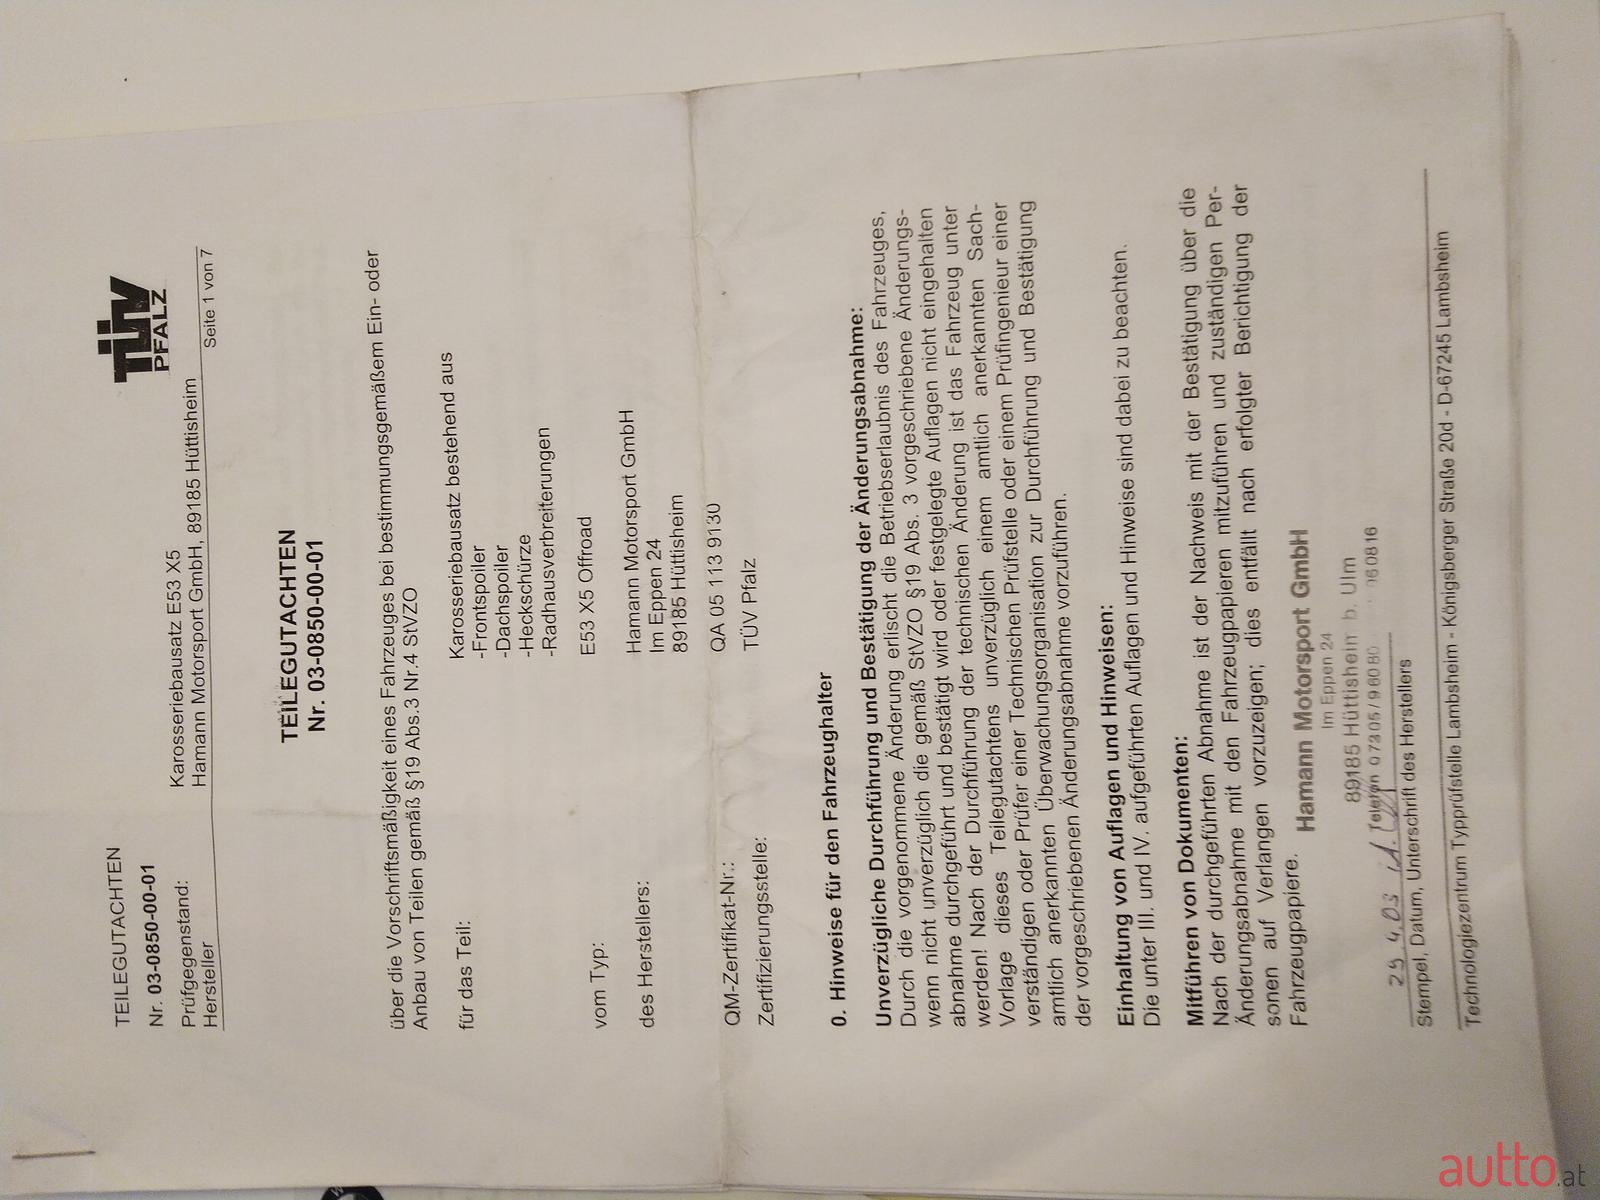 TEILEGUTACHTEN
TÜV
PFALZ
Nr. 03-0850-00-01
Prüfgegenstand: Karosseriebausatz E53 X5
Hersteller Hamann Motorsport GmbH, 89185 Hüttisheim Seite 1 von 7
TEILEGUTACHTEN
Nr. 03-0850-00-01
über die Vorschriftsmäßigkeit eines Fahrzeuges bei bestimmungsgemäßem Ein- oder
Anbau von Teilen gemäß §19 Abs.3 Nr.4 StVZO
für das Teil: Karosseriebausatz bestehend aus
-Frontspoiler
-Dachspoiler
-Heckschürze
-Radhausverbreiterungen
vom Typ: E53 X5 Offroad
des Herstellers: Hamann Motorsport GmbH
Im Eppen 24
89185 Hüttisheim
QM-Zertifikat-Nr.: QA 05 113 9130
Zertifizierungsstelle: TÜV Pfalz
0. Hinweise für den Fahrzeughalter
Unverzügliche Durchführung und Bestätigung der Änderungsabnahme:
Durch die vorgenommene Änderung erlischt die Betriebserlaubnis des Fahrzeuges,
wenn nicht unverzüglich die gemäß StVZO §19 Abs. 3 vorgeschriebene Änderungs-
abnahme durchgeführt und bestätigt wird oder festgelegte Auflagen nicht eingehalten
werden! Nach der Durchführung der technischen Änderung ist das Fahrzeug unter
Vorlage dieses Teilegutachtens unverzüglich einem amtlich anerkannten Sach-
verständigen oder Prüfer einer Technischen Prüfstelle oder einem Prüfingenieur einer
amtlich anerkannten Überwachungsorganisation zur Durchführung und Bestätigung
der vorgeschriebenen Änderungsabnahme vorzuführen.
Einhaltung von Auflagen und Hinweisen:
Die unter III. und IV. aufgeführten Auflagen und Hinweise sind dabei zu beachten.
Mitführen von Dokumenten:
Nach der durchgeführten Abnahme ist der Nachweis mit der Bestätigung über die
Änderungsabnahme mit den Fahrzeugpapieren mitzuführen und zuständigen Per-
sonen auf Verlangen vorzuzeigen; dies entfällt nach erfolgter Berichtigung der
Fahrzeugpapiere.
Hamann Motorsport GmbH
Im Eppen 24
89185 Hüttisheim b. Ulm
Telefon 07305/96080
29.4.03 i.A.
Stempel, Datum, Unterschrift des Herstellers
Technologiezentrum Typprüfstelle Lambsheim - Königsberger Straße 20d - D-67245 Lambsheim
autto.at